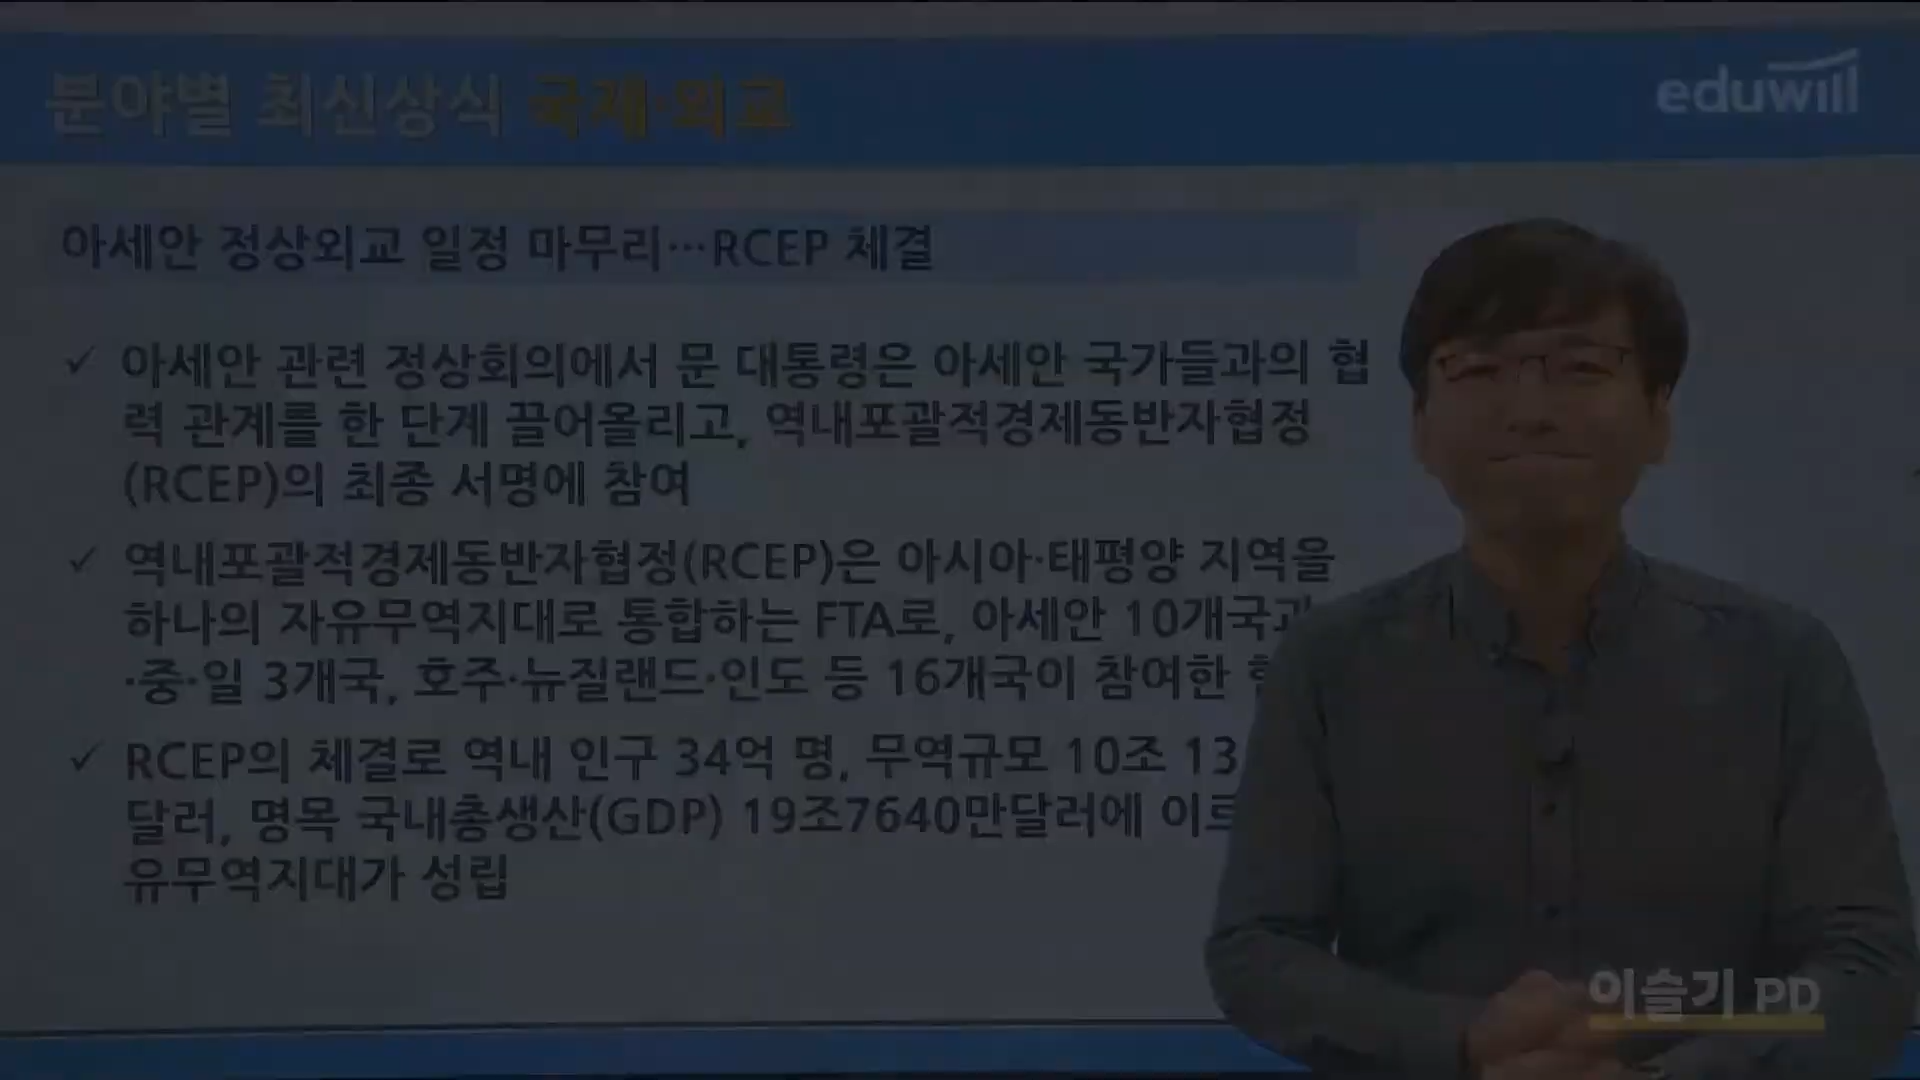 분야별 최신상식 국제·외교
eduwill
아세안 정상외교 일정 마무리…RCEP 체결
✓ 아세안 관련 정상회의에서 문 대통령은 아세안 국가들과의 협
력 관계를 한 단계 끌어올리고, 역내포괄적경제동반자협정
(RCEP)의 최종 서명에 참여
✓ 역내포괄적경제동반자협정(RCEP)은 아시아·태평양 지역을
하나의 자유무역지대로 통합하는 FTA로, 아세안 10개국과
·중·일 3개국, 호주·뉴질랜드·인도 등 16개국이 참여한
✓ RCEP의 체결로 역내 인구 34억 명, 무역규모 10조 13
달러, 명목 국내총생산(GDP) 19조7640만달러에
유무역지대가 성립
이슬기 PD